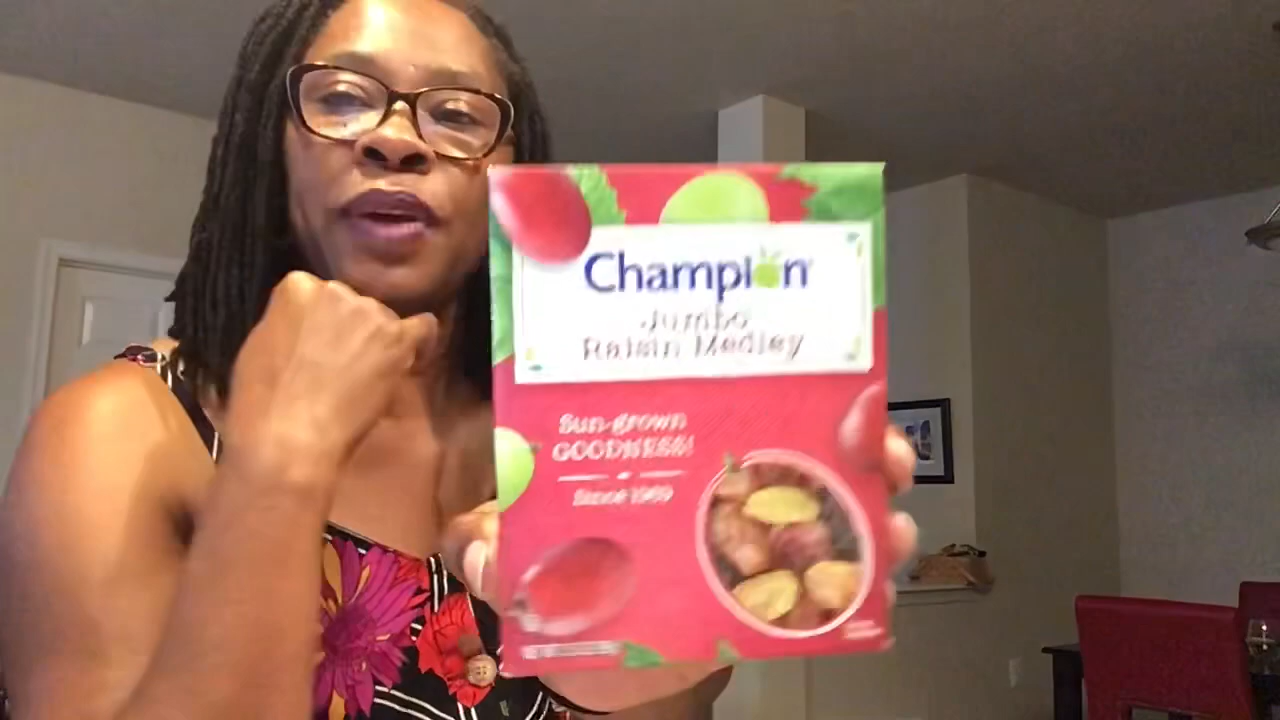 Champion
Jumbo
Raisin Medley
Sun-grown
GOODNESS!
Since 1969